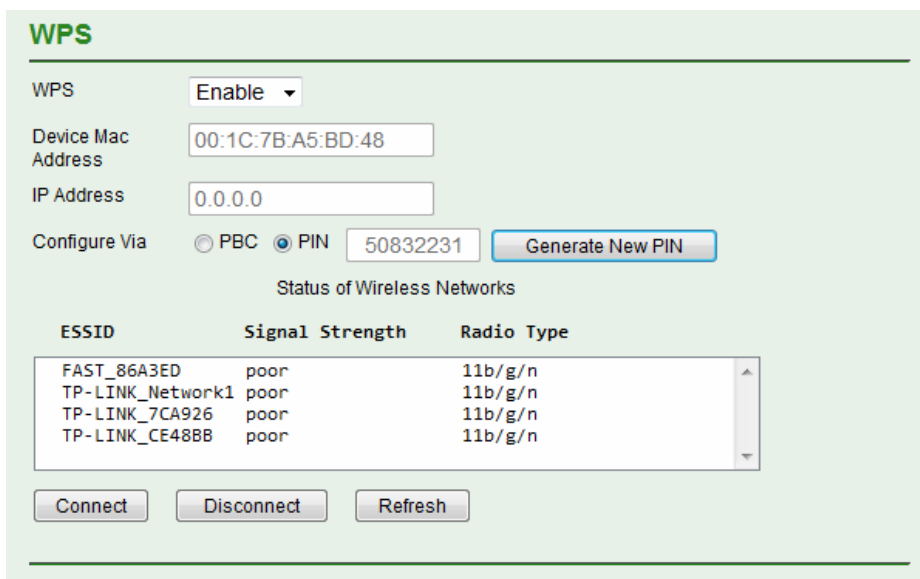 WPS
WPS Enable
Device Mac Address 00:1C:7B:A5:BD:48
IP Address 0.0.0.0
Configure Via PBC PIN 50832231 Generate New PIN
Status of Wireless Networks
ESSID Signal Strength Radio Type
FAST_86A3ED poor 11b/g/n
TP-LINK_Network1 poor 11b/g/n
TP-LINK_7CA926 poor 11b/g/n
TP-LINK_CE48BB poor 11b/g/n
Connect Disconnect Refresh